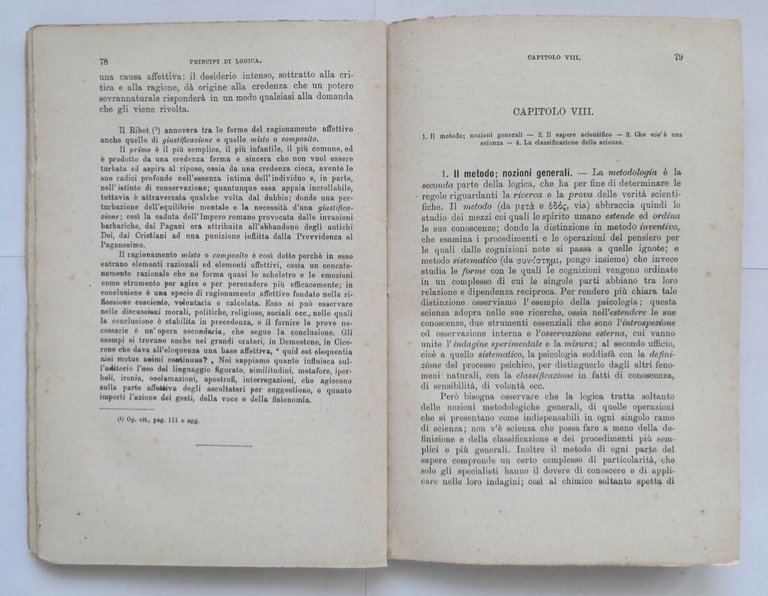 78 PRINCIPI DI LOGICA.
una causa affettiva: il desiderio intenso, sottratto alla cri-
tica e alla ragione, dà origine alla credenza che un potere
sovrannaturale risponderà in un modo qualsiasi alla domanda
che gli viene rivolta.
Il Ribot (¹) annovera tra le forme del ragionamento affettivo
anche quello di giustificazione e quello misto o composito.
Il primo è il più semplice, il più infantile, il più comune, ed
è prodotto da una credenza ferma e sincera che non vuol essere
turbata ed aspira al riposo, ossia da una credenza cieca, avente le
sue radici profonde nell'essenza intima dell'individuo e, in parte,
nell'istinto di conservazione; quantunque essa appaia incrollabile,
tuttavia è attraversata qualche volta dal dubbio; donde una per-
turbazione dell'equilibrio mentale e la necessità d'una giustifica-
zione; così la caduta dell'Impero romano provocata dalle invasioni
barbariche, dai Pagani era attribuita all'abbandono degli antichi
Dei, dai Cristiani ad una punizione inflitta dalla Provvidenza al
Paganesimo.
Il ragionamento misto o composito è così detto perchè in esso
entrano elementi razionali ed elementi affettivi, ossia un concate-
namento razionale che ne forma quasi lo scheletro e le emozioni
come strumento per agire e per persuadere più efficacemente; in
conclusione è una specie di ragionamento affettivo fondato nella ri-
flessione cosciente, volontaria e calcolata. Esso si può osservare
nelle discussioni morali, politiche, religiose, sociali ecc., nelle quali
la conclusione è stabilita in precedenza, e il fornire le prove neces-
sarie è un'opera secondaria, che segue la conclusione. Gli
esempi si trovano anche nei grandi oratori, in Demostene, in Cice-
rone che dava all'eloquenza una base affettiva, " quid est eloquentia
nisi motus animi continuus? „ Noi sappiamo quanto influisca sul-
l'uditorio l'uso del linguaggio figurato, similitudini, metafore, iper-
boli, ironia, esclamazioni, apostrofi, interrogazioni, che agiscono
sulla parte affettiva degli ascoltatori per suggestione, e quanto
importi l'azione dei gesti, della voce e della fisionomia.
(¹) Op. cit., pag. 111 e sgg.
CAPITOLO VIII. 79
CAPITOLO VIII.
1. Il metodo; nozioni generali. — 2. Il sapere scientifico — 3. Che cos'è una
scienza — 4. La classificazione delle scienze.
1. Il metodo; nozioni generali. — La metodologia è la
seconda parte della logica, che ha per fine di determinare le
regole riguardanti la ricerca e la prova delle verità scienti-
fiche. Il metodo (da μετά e ὁδός, via) abbraccia quindi lo
studio dei mezzi coi quali lo spirito umano estende ed ordina
le sue conoscenze; donde la distinzione in metodo inventivo,
che esamina i procedimenti e le operazioni del pensiero per
le quali dalle cognizioni note si passa a quelle ignote; e
metodo sistematico (da συνίστημι, pongo insieme) che invece
studia le forme con le quali le cognizioni vengono ordinate
in un complesso di cui le singole parti abbiano tra loro
relazione e dipendenza reciproca. Per rendere più chiara tale
distinzione osserviamo l'esempio della psicologia; questa
scienza adopra nelle sue ricerche, ossia nell'estendere le sue
conoscenze, due strumenti essenziali che sono l'introspezione
od osservazione interna e l'osservazione esterna, cui vanno
unite l'indagine sperimentale e la misura; al secondo ufficio,
cioè a quello sistematico, la psicologia soddisfà con la defini-
zione del processo psichico, per distinguerlo dagli altri feno-
meni naturali, con la classificazione in fatti di conoscenza,
di sensibilità, di volontà ecc.
Però bisogna osservare che la logica tratta soltanto
delle nozioni metodologiche generali, di quelle operazioni
che si presentano come indispensabili in ogni singolo ramo
di scienza; non v'è scienza che possa fare a meno della de-
finizione e della classificazione e dei procedimenti più sem-
plici e più generali. Inoltre il metodo di ogni parte del
sapere comprende un certo complesso di particolarità, che
solo gli specialisti hanno il dovere di conoscere e di appli-
care nelle loro indagini; così al chimico soltanto spetta di